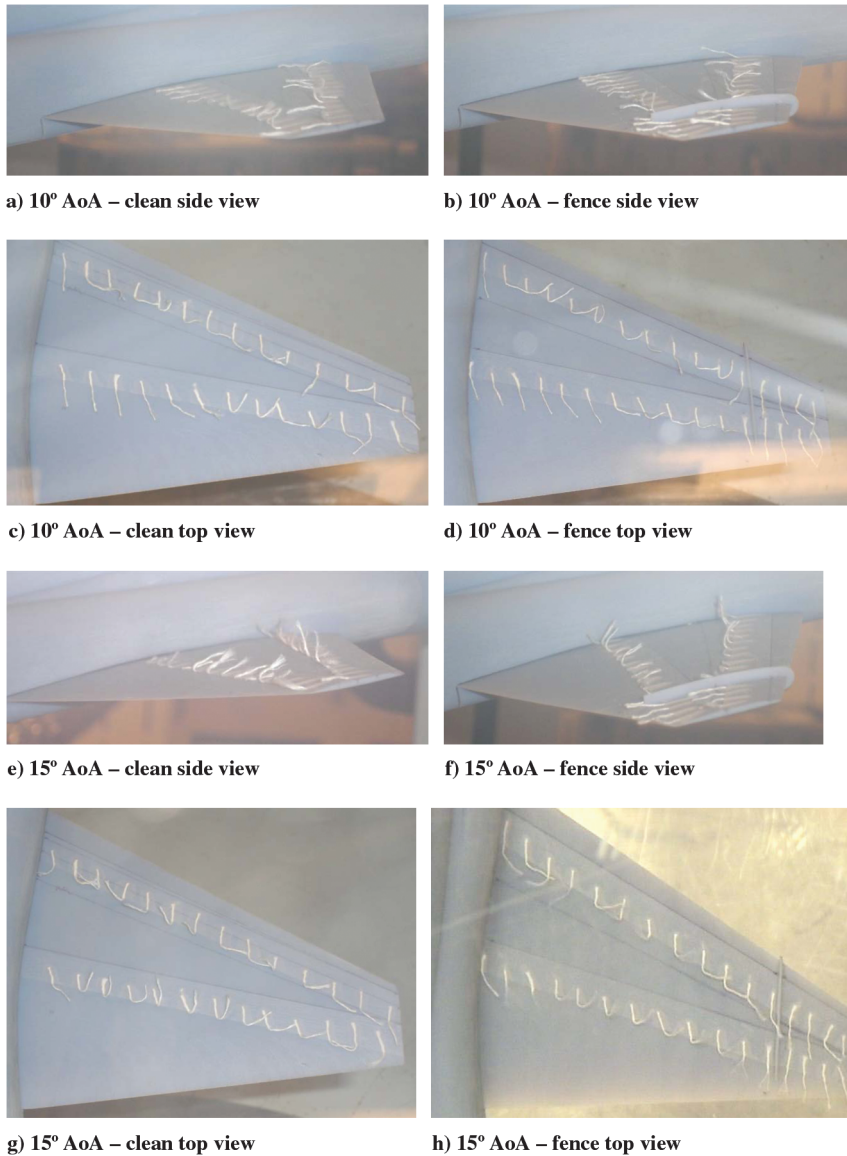 a) 10º AoA – clean side view
b) 10º AoA – fence side view
c) 10º AoA – clean top view
d) 10º AoA – fence top view
e) 15º AoA – clean side view
f) 15º AoA – fence side view
g) 15º AoA – clean top view
h) 15º AoA – fence top view